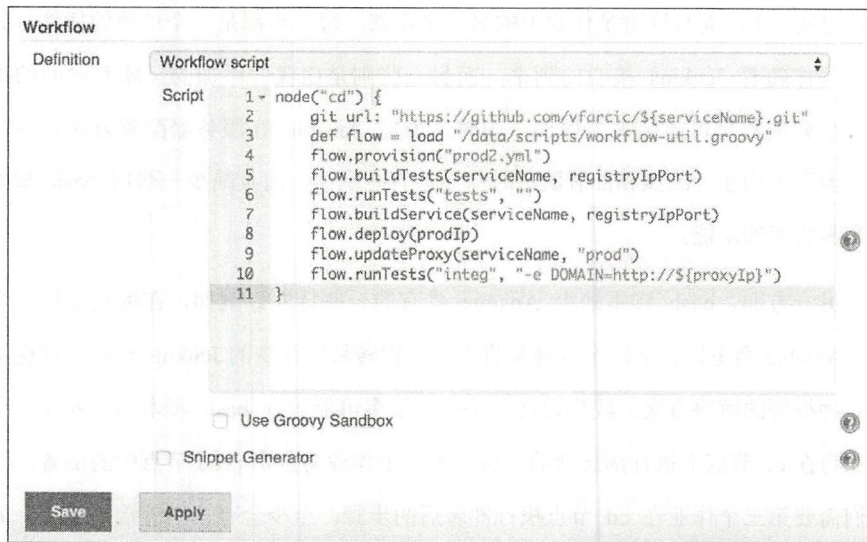 Workflow
Definition Workflow script
Script
1 node("cd") {
2 git url: "https://github.com/vfarcic/${serviceName}.git"
3 def flow = load "/data/scripts/workflow-util.groovy"
4 flow.provision("prod2.yml")
5 flow.buildTests(serviceName, registryIpPort)
6 flow.runTests("tests", "")
7 flow.buildService(serviceName, registryIpPort)
8 flow.deploy(prodIp)
9 flow.updateProxy(serviceName, "prod")
10 flow.runTests("integ", "-e DOMAIN=http://${proxyIp}")
11 }
Use Groovy Sandbox
Snippet Generator
Save Apply